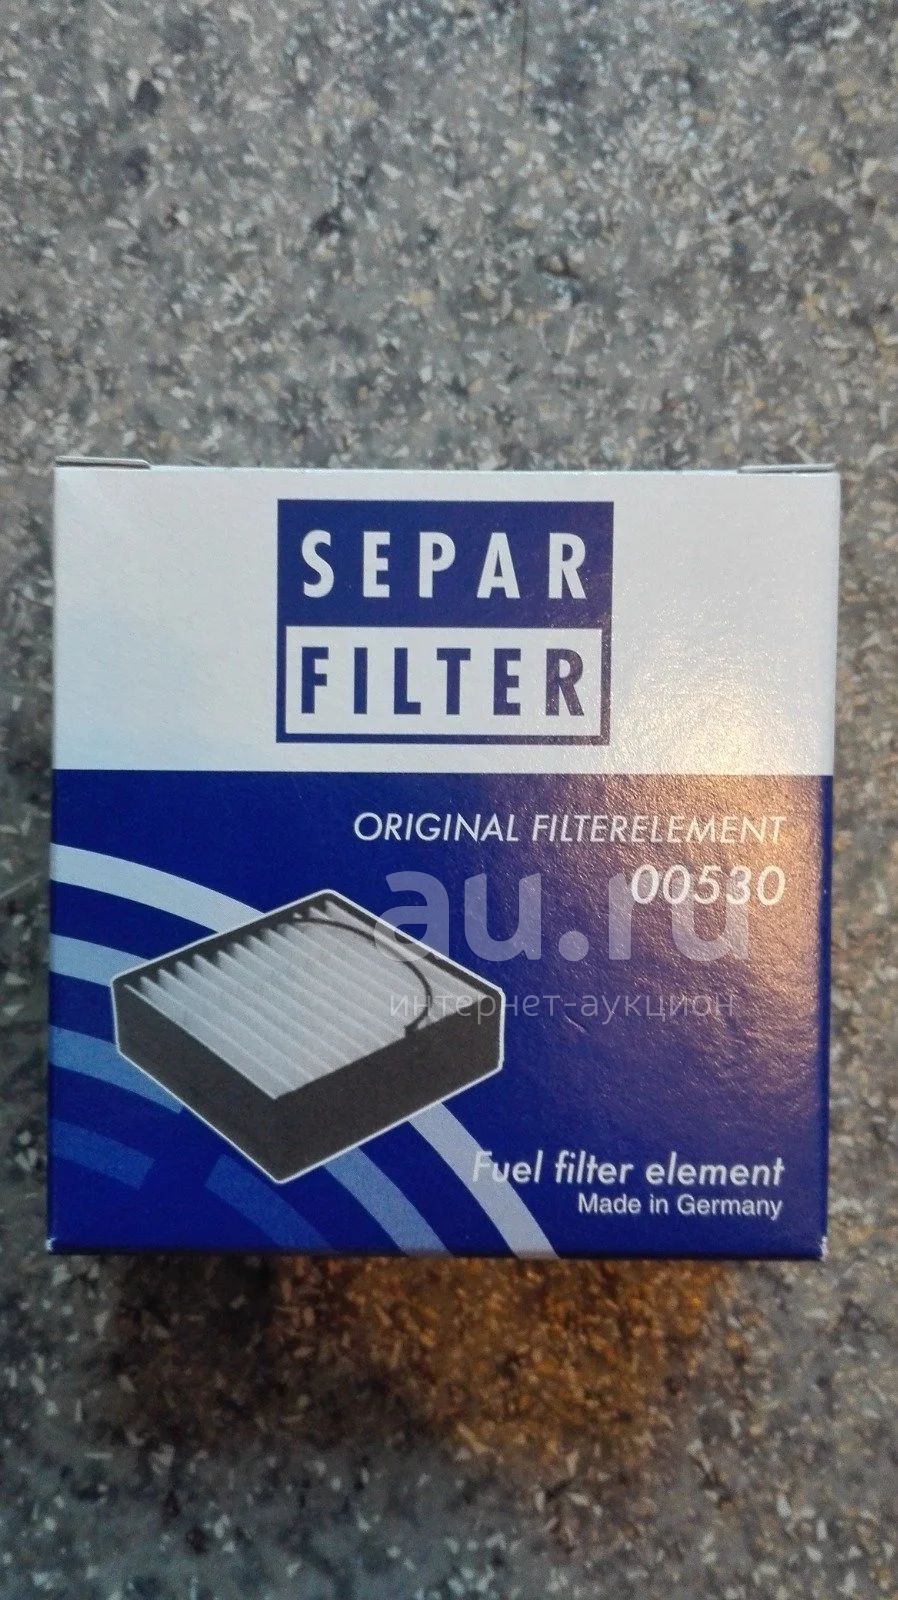 SEPAR
FILTER
ORIGINAL FILTERELEMENT
00530
au.ru
интернет-аукцион
Fuel filter element
Made in Germany